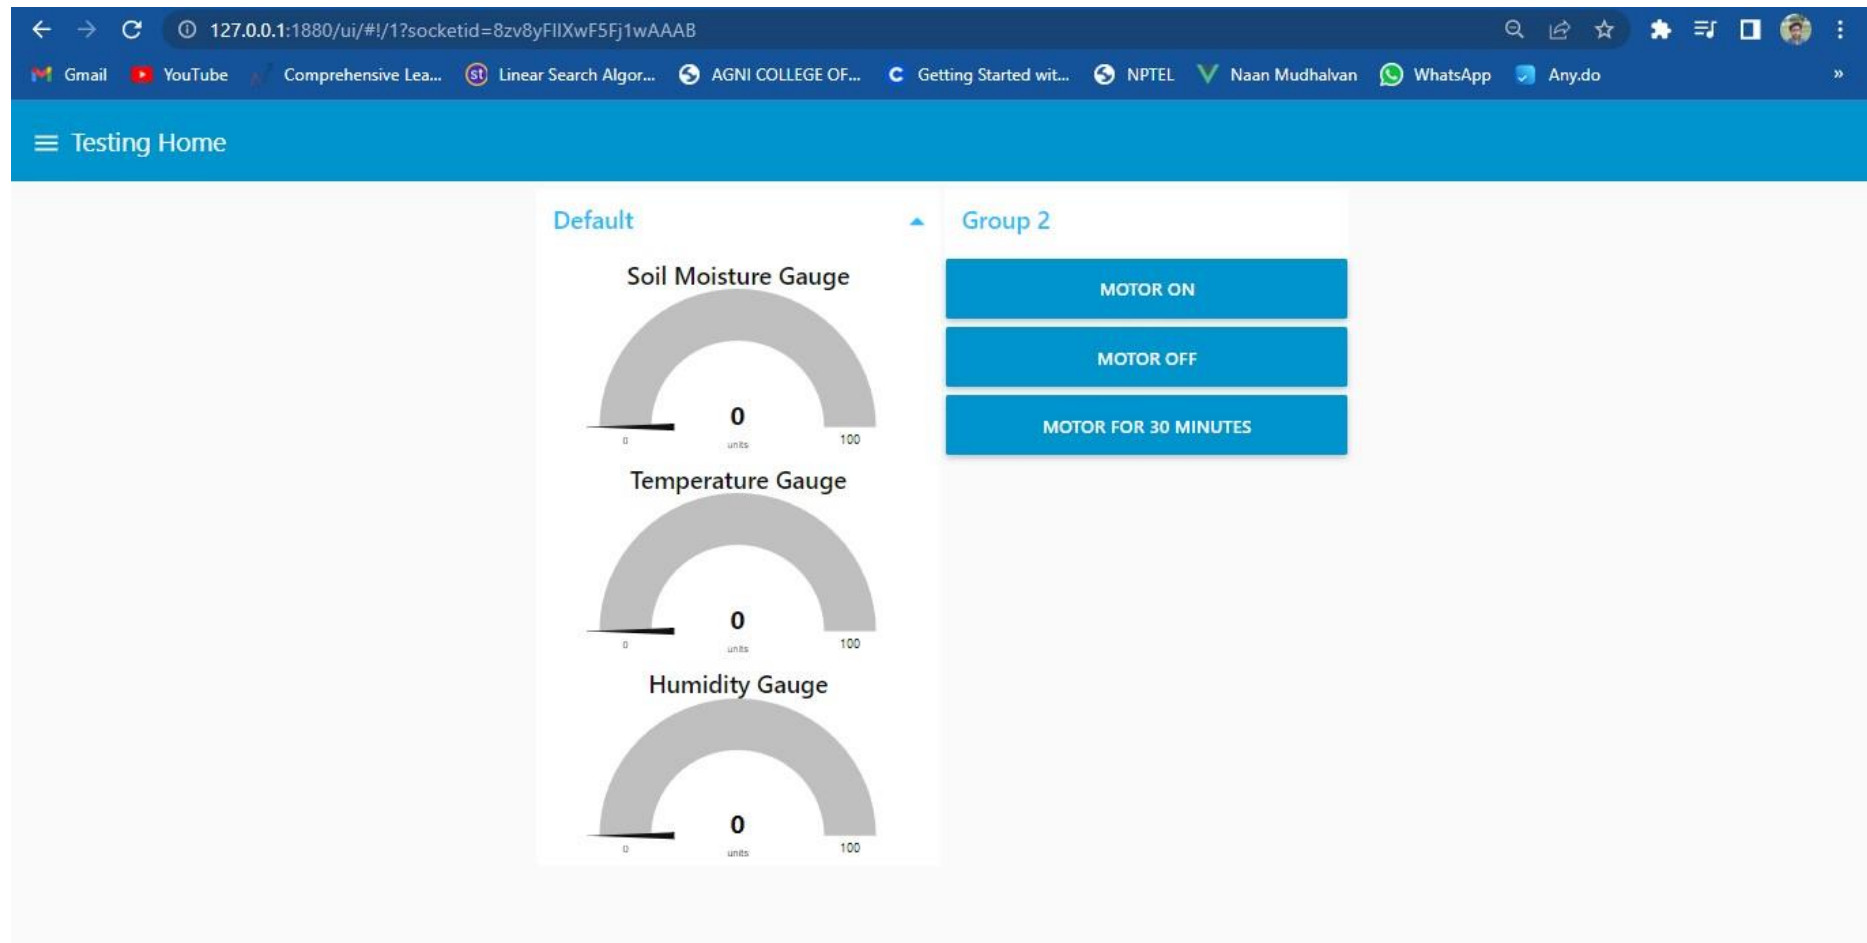 127.0.0.1:1880/ui/#!/1?socketid=8zv8yFIIXwF5Fj1wAAAB
Gmail YouTube Comprehensive Lea... st Linear Search Algor... AGNI COLLEGE OF... C Getting Started wit... NPTEL Naan Mudhalvan WhatsApp Any.do »
Testing Home
Default
Soil Moisture Gauge
0
units
0 100
Temperature Gauge
0
units
0 100
Humidity Gauge
0
units
0 100
Group 2
MOTOR ON
MOTOR OFF
MOTOR FOR 30 MINUTES